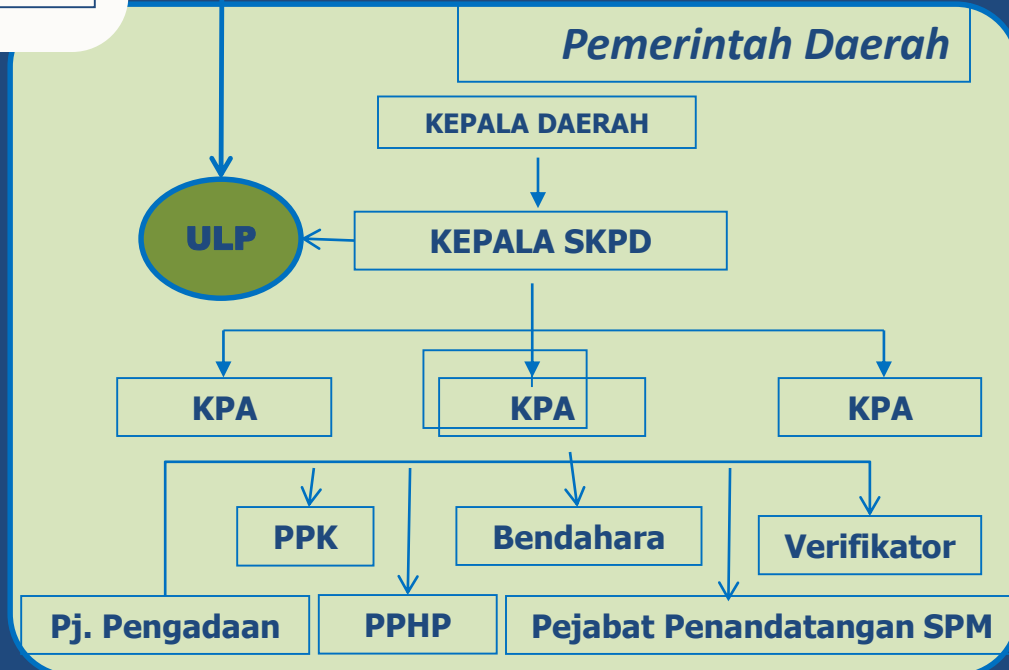 Pemerintah Daerah
KEPALA DAERAH
ULP
KEPALA SKPD
KPA
KPA
KPA
PPK
Bendahara
Verifikator
Pj. Pengadaan
PPHP
Pejabat Penandatangan SPM